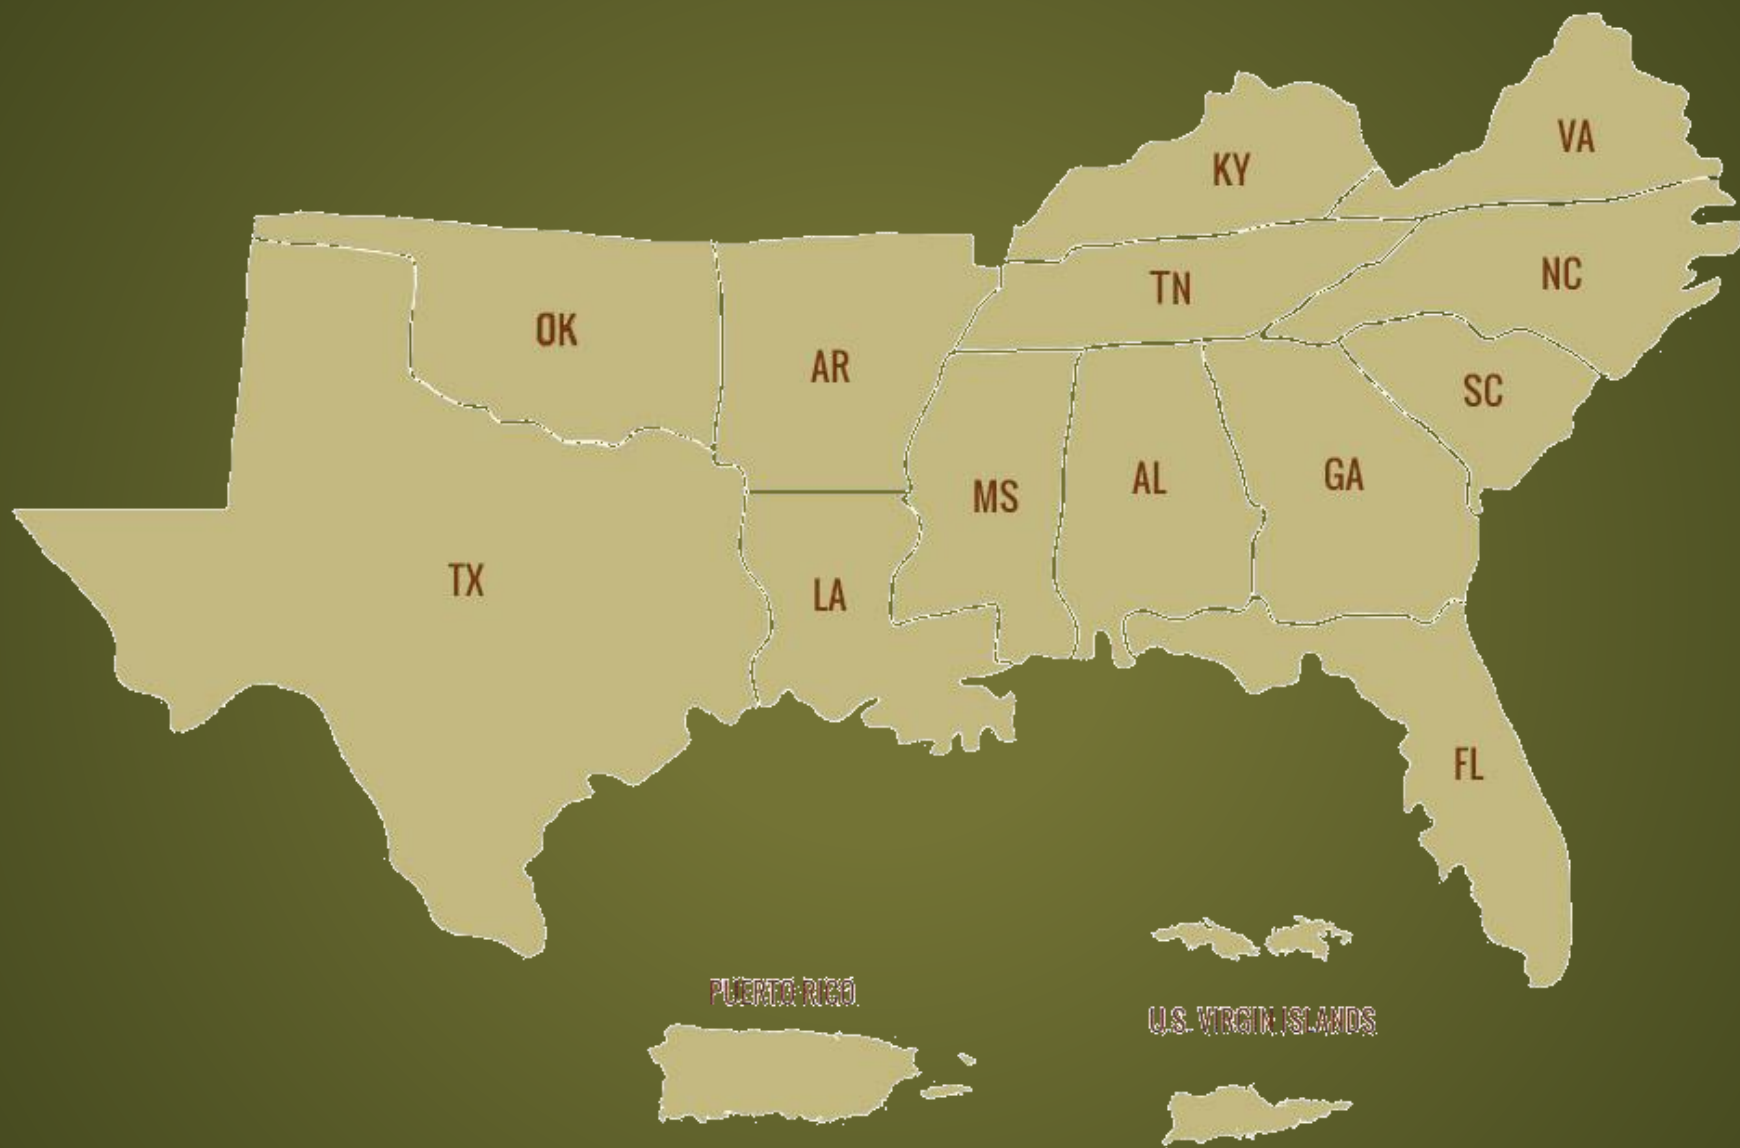 VA
KY
NC
TN
OK
AR
SC
GA
AL
MS
TX
LA
FL
PUERTO RICO
U.S. VIRGIN ISLANDS